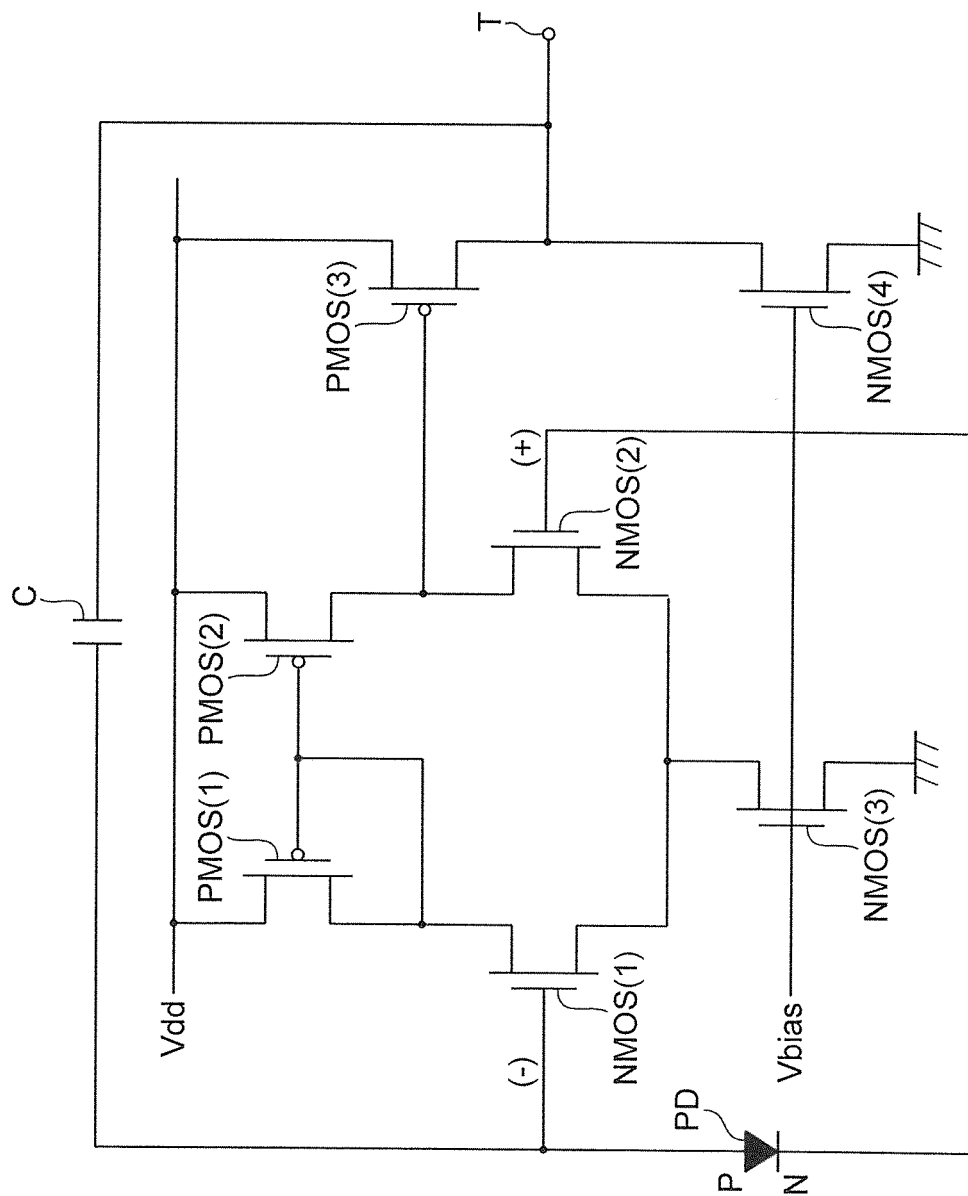 C
T
Vdd
PMOS(1)
PMOS(2)
PMOS(3)
(-)
NMOS(1)
(+)
NMOS(2)
Vbias
NMOS(3)
NMOS(4)
P
PD
N